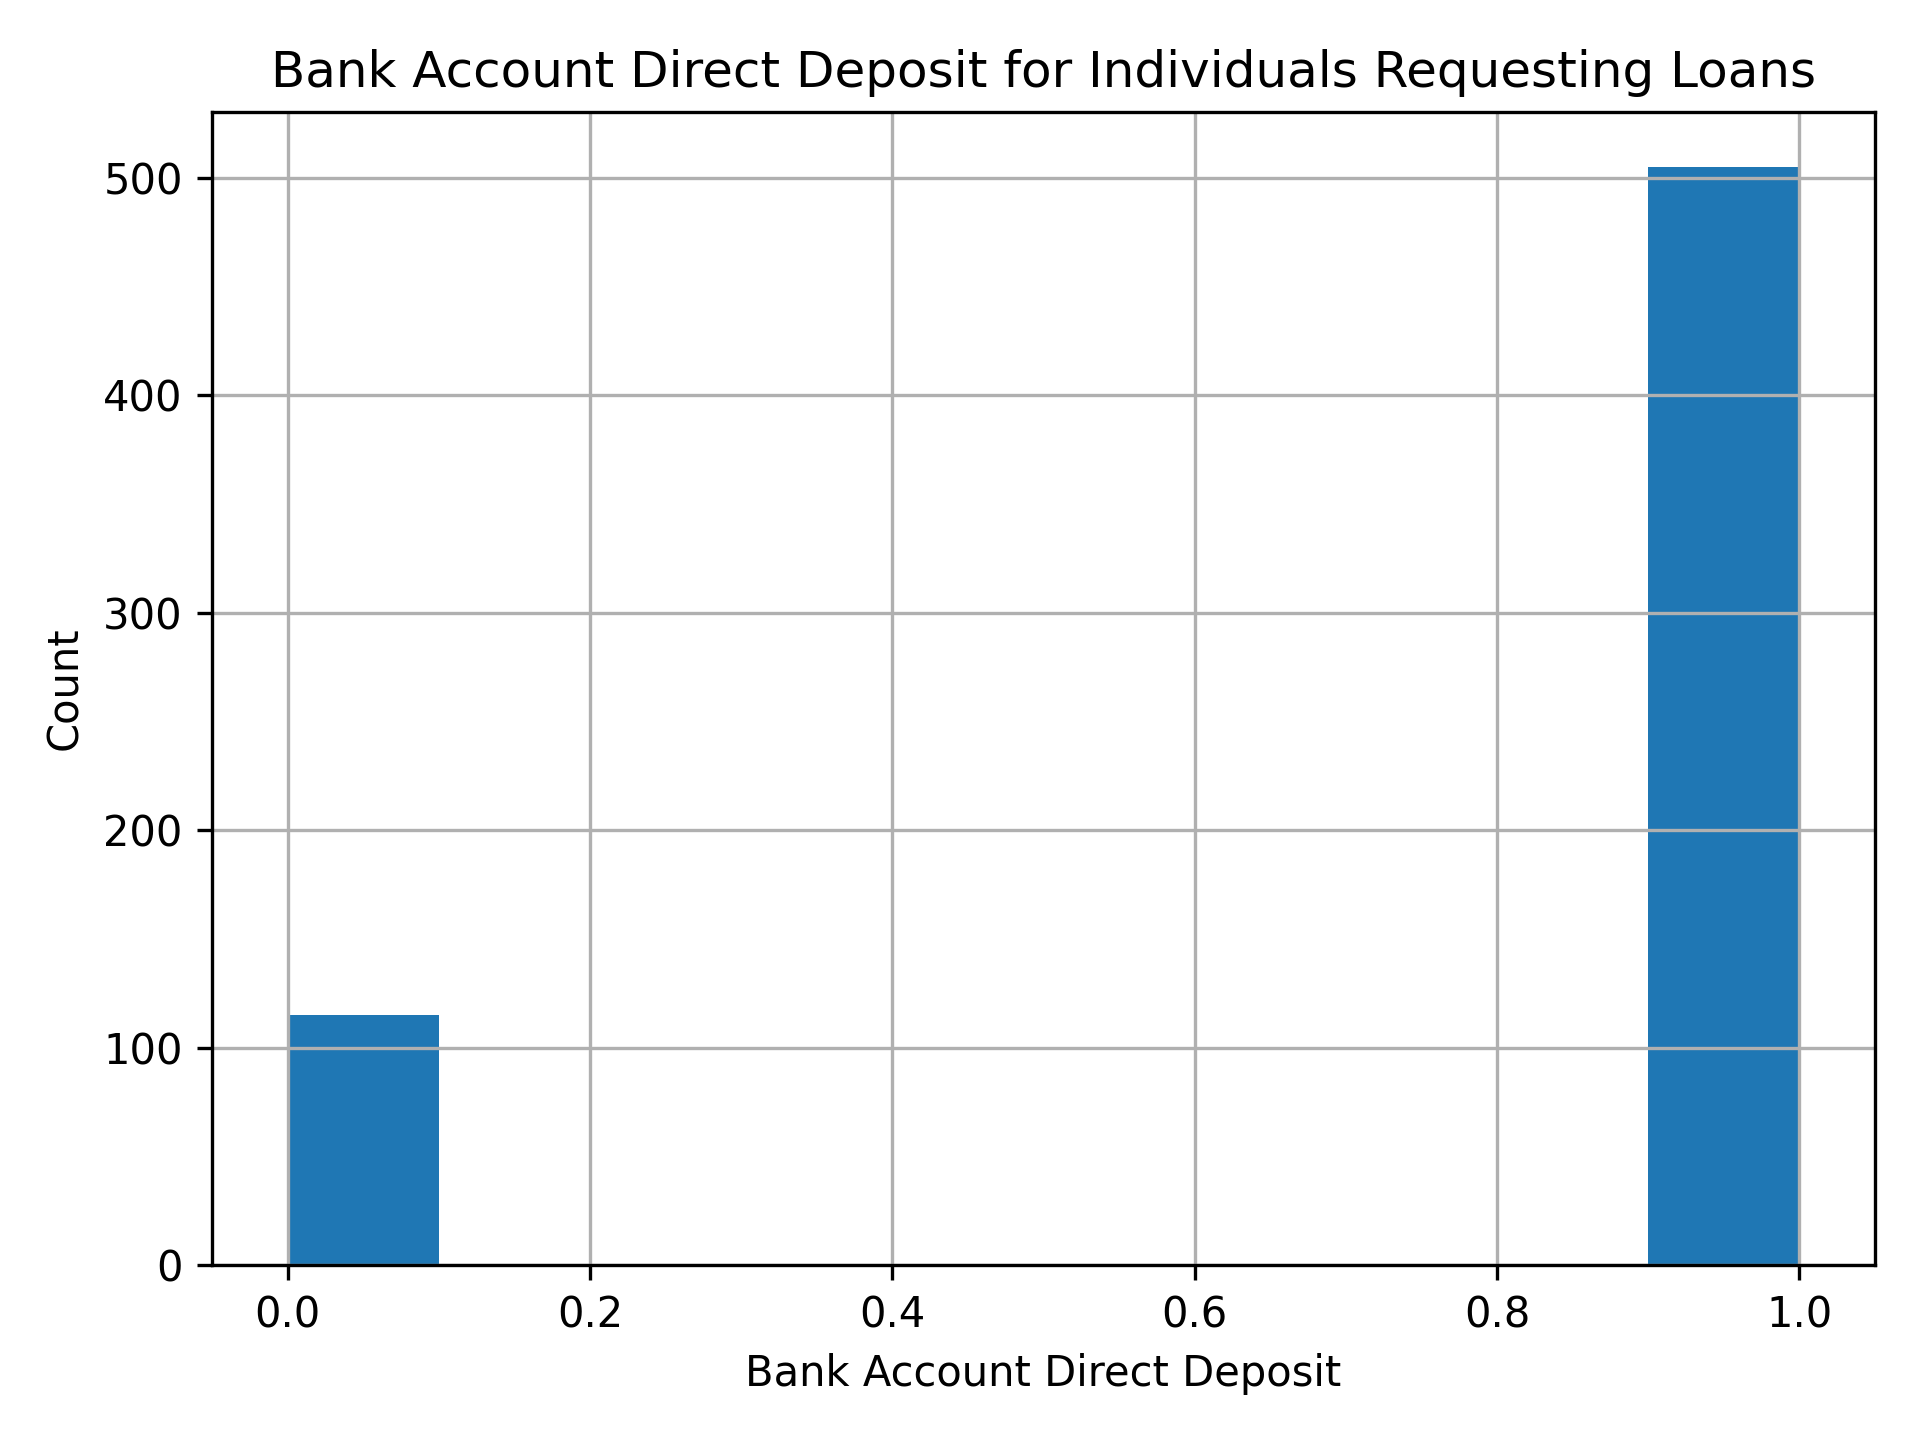 Bank Account Direct Deposit for Individuals Requesting Loans
500
400
300
200
100
0
Count
0.0 0.2 0.4 0.6 0.8 1.0
Bank Account Direct Deposit